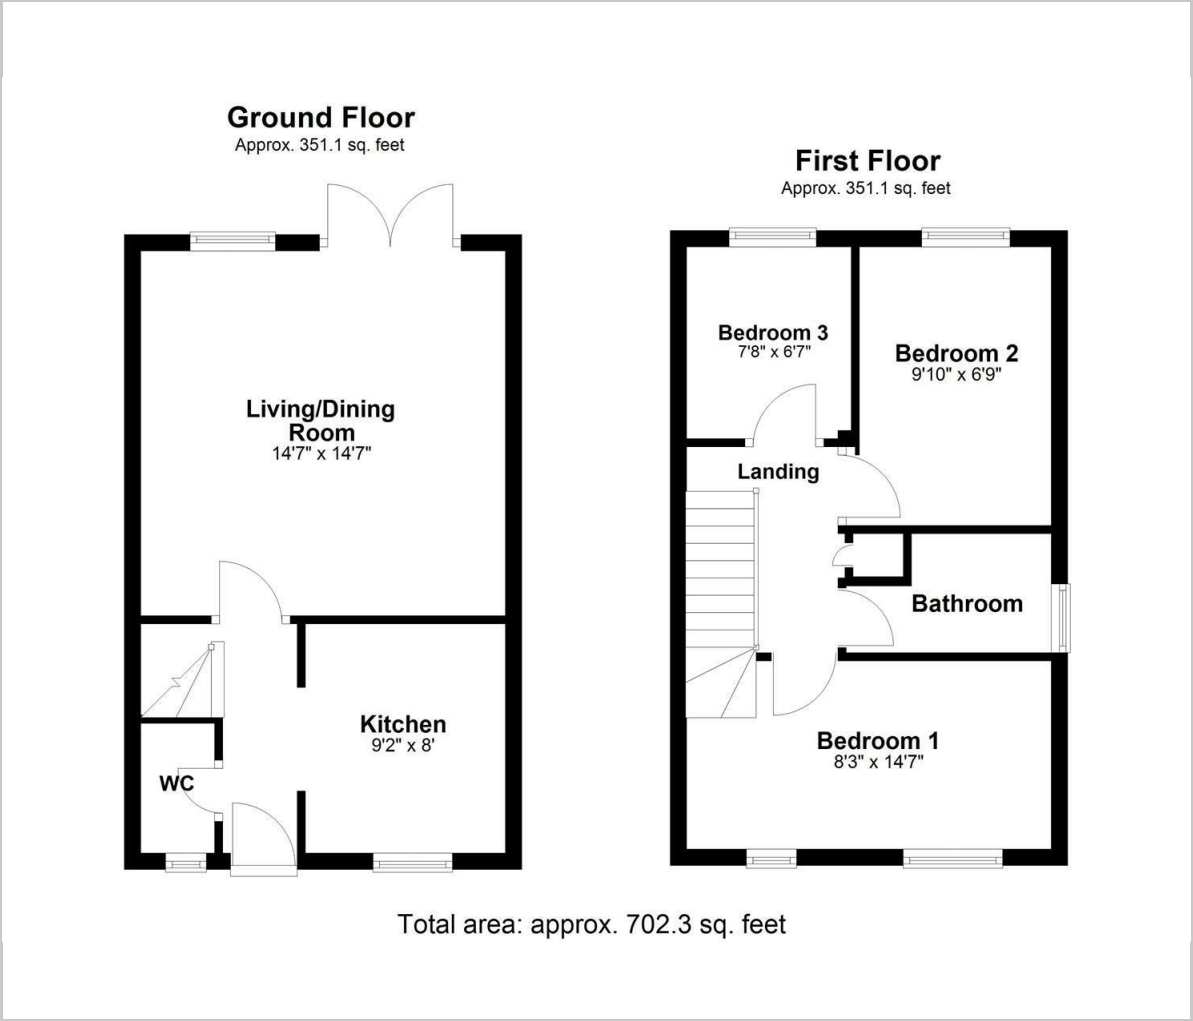 Ground Floor
Approx. 351.1 sq. feet
Living/Dining
Room
14'7" x 14'7"
Kitchen
9'2" x 8'
WC
First Floor
Approx. 351.1 sq. feet
Bedroom 3
7'8" x 6'7"
Bedroom 2
9'10" x 6'9"
Landing
Bathroom
Bedroom 1
8'3" x 14'7"
Total area: approx. 702.3 sq. feet